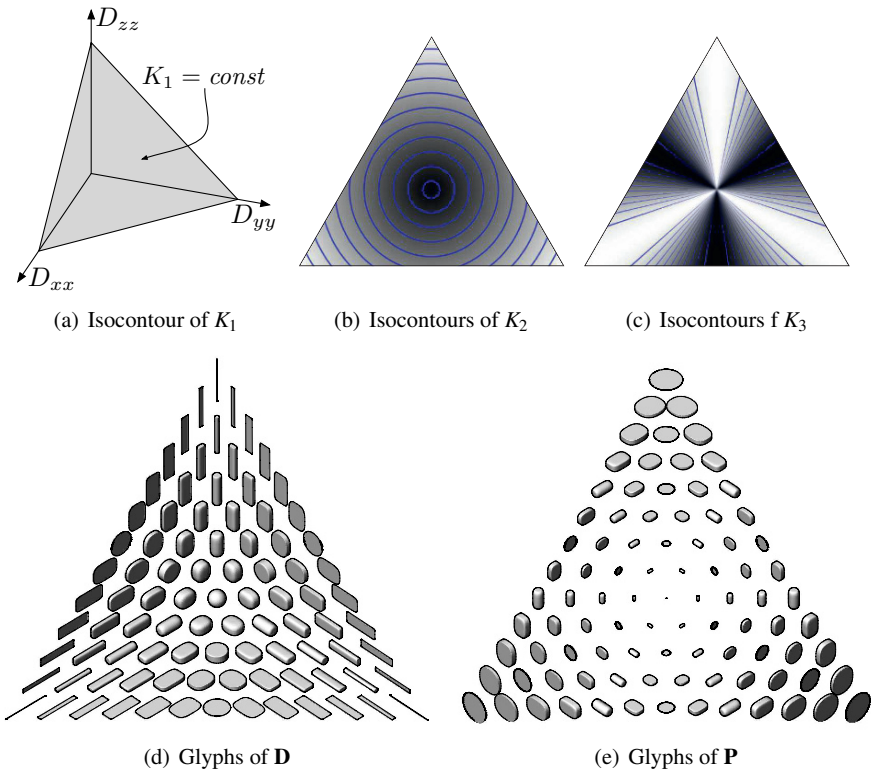 D_zz
K_1 = const
D_yy
D_xx
(a) Isocontour of K_1
(b) Isocontours of K_2
(c) Isocontours f K_3
(d) Glyphs of D
(e) Glyphs of P